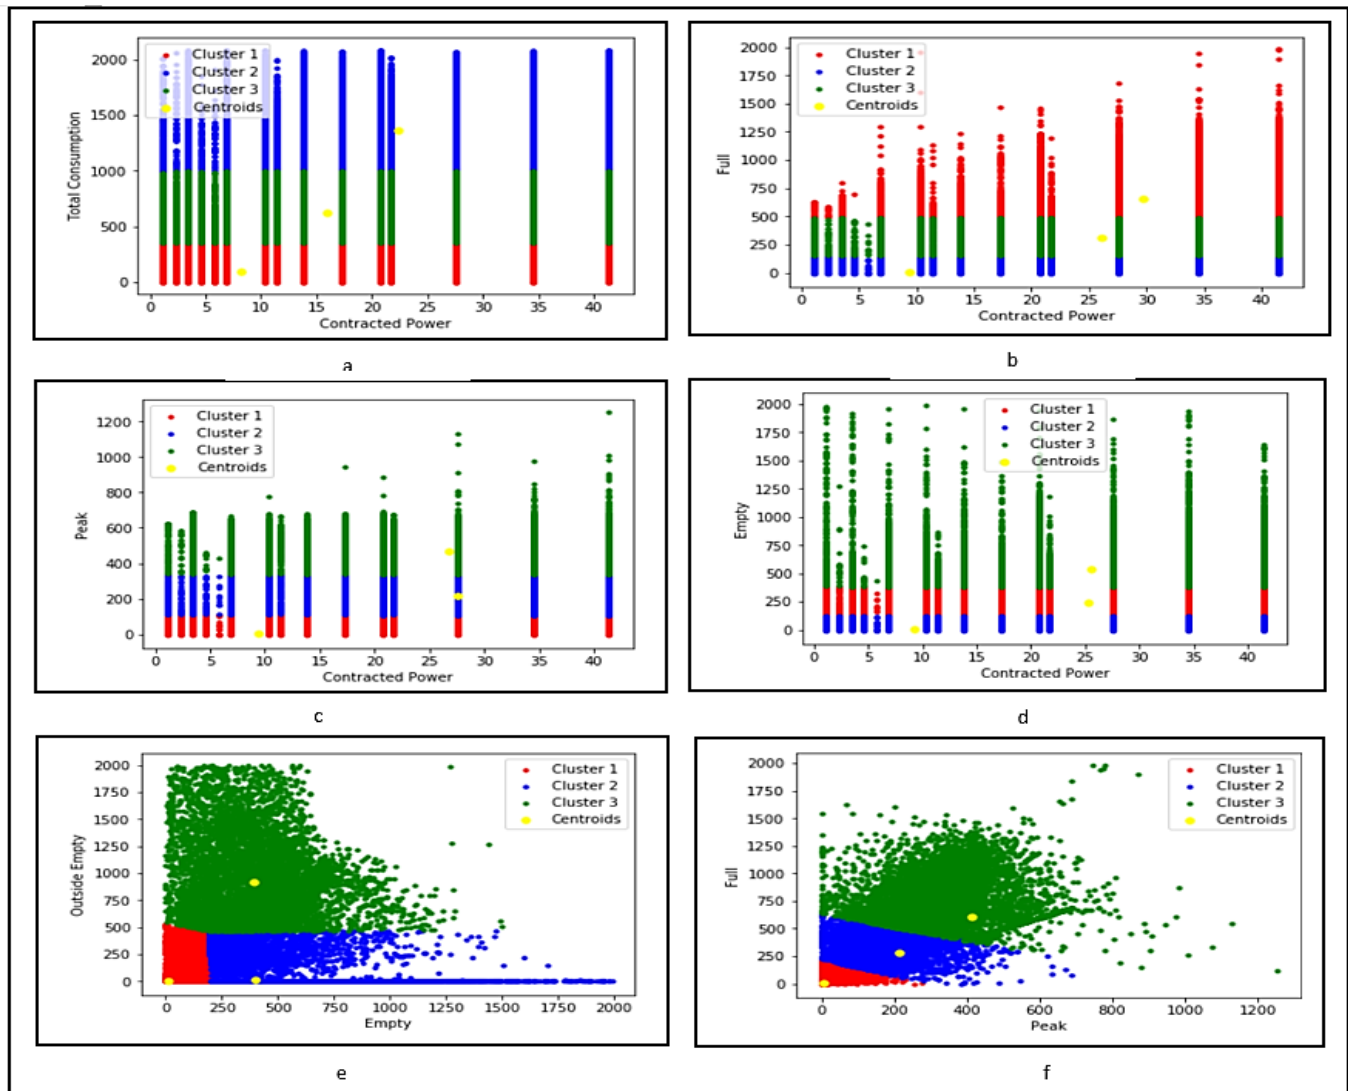 Cluster 1
Cluster 2
Cluster 3
Centroids
2000
1500
1000
500
0
Total Consumption
0 5 10 15 20 25 30 35 40
Contracted Power
a
Cluster 1
Cluster 2
Cluster 3
Centroids
2000
1750
1500
1250
1000
750
500
250
0
Full
0 5 10 15 20 25 30 35 40
Contracted Power
b
Cluster 1
Cluster 2
Cluster 3
Centroids
1200
1000
800
600
400
200
0
Peak
0 5 10 15 20 25 30 35 40
Contracted Power
c
Cluster 1
Cluster 2
Cluster 3
Centroids
2000
1750
1500
1250
1000
750
500
250
0
Empty
0 5 10 15 20 25 30 35 40
Contracted Power
d
Cluster 1
Cluster 2
Cluster 3
Centroids
2000
1750
1500
1250
1000
750
500
250
0
Outside Empty
0 250 500 750 1000 1250 1500 1750 2000
Empty
e
Cluster 1
Cluster 2
Cluster 3
Centroids
2000
1750
1500
1250
1000
750
500
250
0
Full
0 200 400 600 800 1000 1200
Peak
f